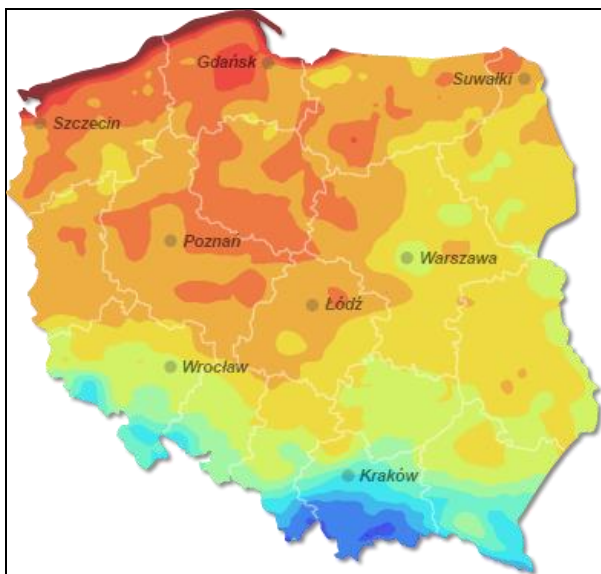 Gdańsk
Suwałki
Szczecin
Poznań
Warszawa
Łódź
Wrocław
Kraków